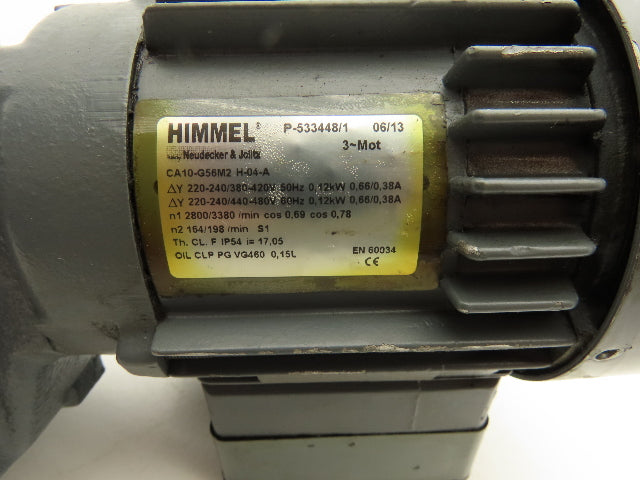 HIMMEL® P-533448/1 06/13
Neudecker & Jolitz 3~Mot
CA10-G56M2 H-04-A
ΔY 220-240/380-420V 50Hz 0,12kW 0,66/0,38A
ΔY 220-240/440-480V 60Hz 0,12kW 0,66/0,38A
n1 2800/3380 /min cos 0,69 cos 0,78
n2 164/198 /min S1
Th. CL. F IP54 i= 17,05
OIL CLP PG VG460 0,15L EN 60034
CE